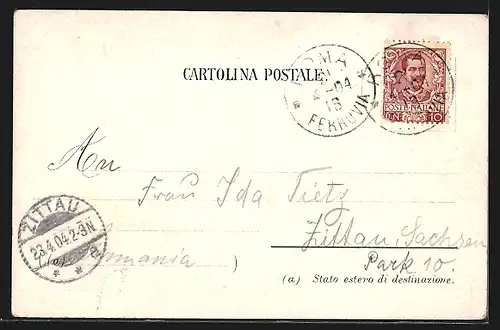 ROMA
4-04
18
FERROVIA
POSTE ITALIANE
CENT. 10
CARTOLINA POSTALE
An
Frau Ida Tietz
ZITTAU
23.4.04.2-3N
* * a
Zittau, Sachsen
Park 10.
(a) Germania )
(a) Stato estero di destinazione.